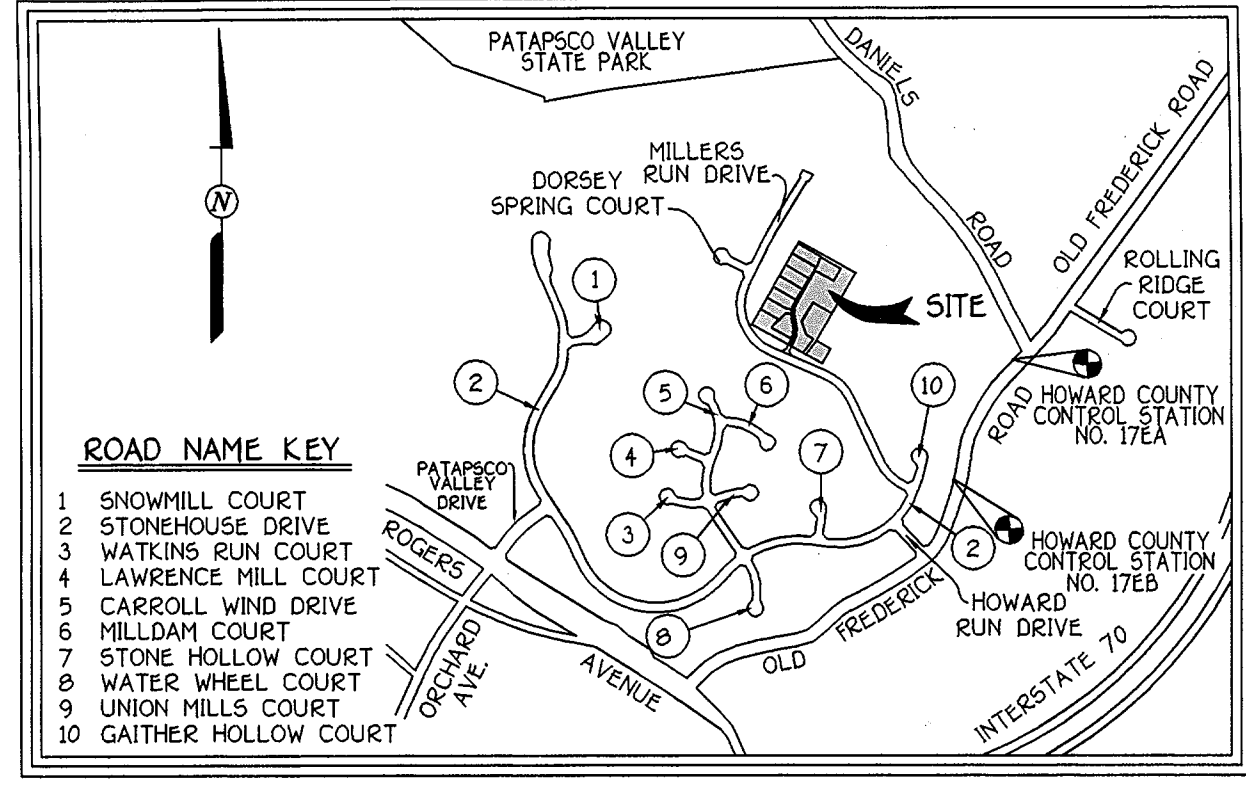 PATAPSCO VALLEY
STATE PARK
DANIELS
ROAD
OLD FREDERICK ROAD
MILLERS
RUN DRIVE
DORSEY
SPRING COURT
N
ROLLING
RIDGE
COURT
SITE
1
2
5
6
10
4
7
3
9
2
8
HOWARD COUNTY
CONTROL STATION
NO. 17EA
ROAD
HOWARD COUNTY
CONTROL STATION
NO. 17EB
HOWARD
RUN DRIVE
OLD
FREDERICK
INTERSTATE 70
PATAPSCO
VALLEY
DRIVE
ROGERS
AVENUE
ORCHARD
AVE.
ROAD NAME KEY
1 SNOWMILL COURT
2 STONEHOUSE DRIVE
3 WATKINS RUN COURT
4 LAWRENCE MILL COURT
5 CARROLL WIND DRIVE
6 MILLDAM COURT
7 STONE HOLLOW COURT
8 WATER WHEEL COURT
9 UNION MILLS COURT
10 GAITHER HOLLOW COURT